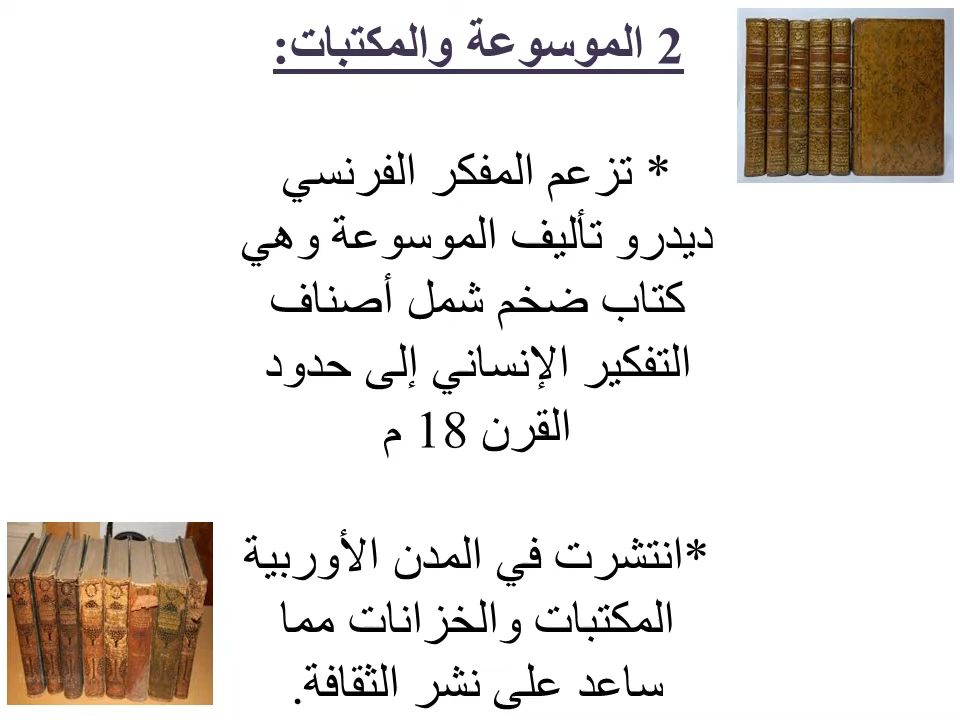 2 الموسوعة والمكتبات:
* تزعم المفكر الفرنسي
ديدرو تأليف الموسوعة وهي
كتاب ضخم شمل أصناف
التفكير الإنساني إلى حدود
القرن 18 م
*انتشرت في المدن الأوربية
المكتبات والخزانات مما
ساعد على نشر الثقافة.